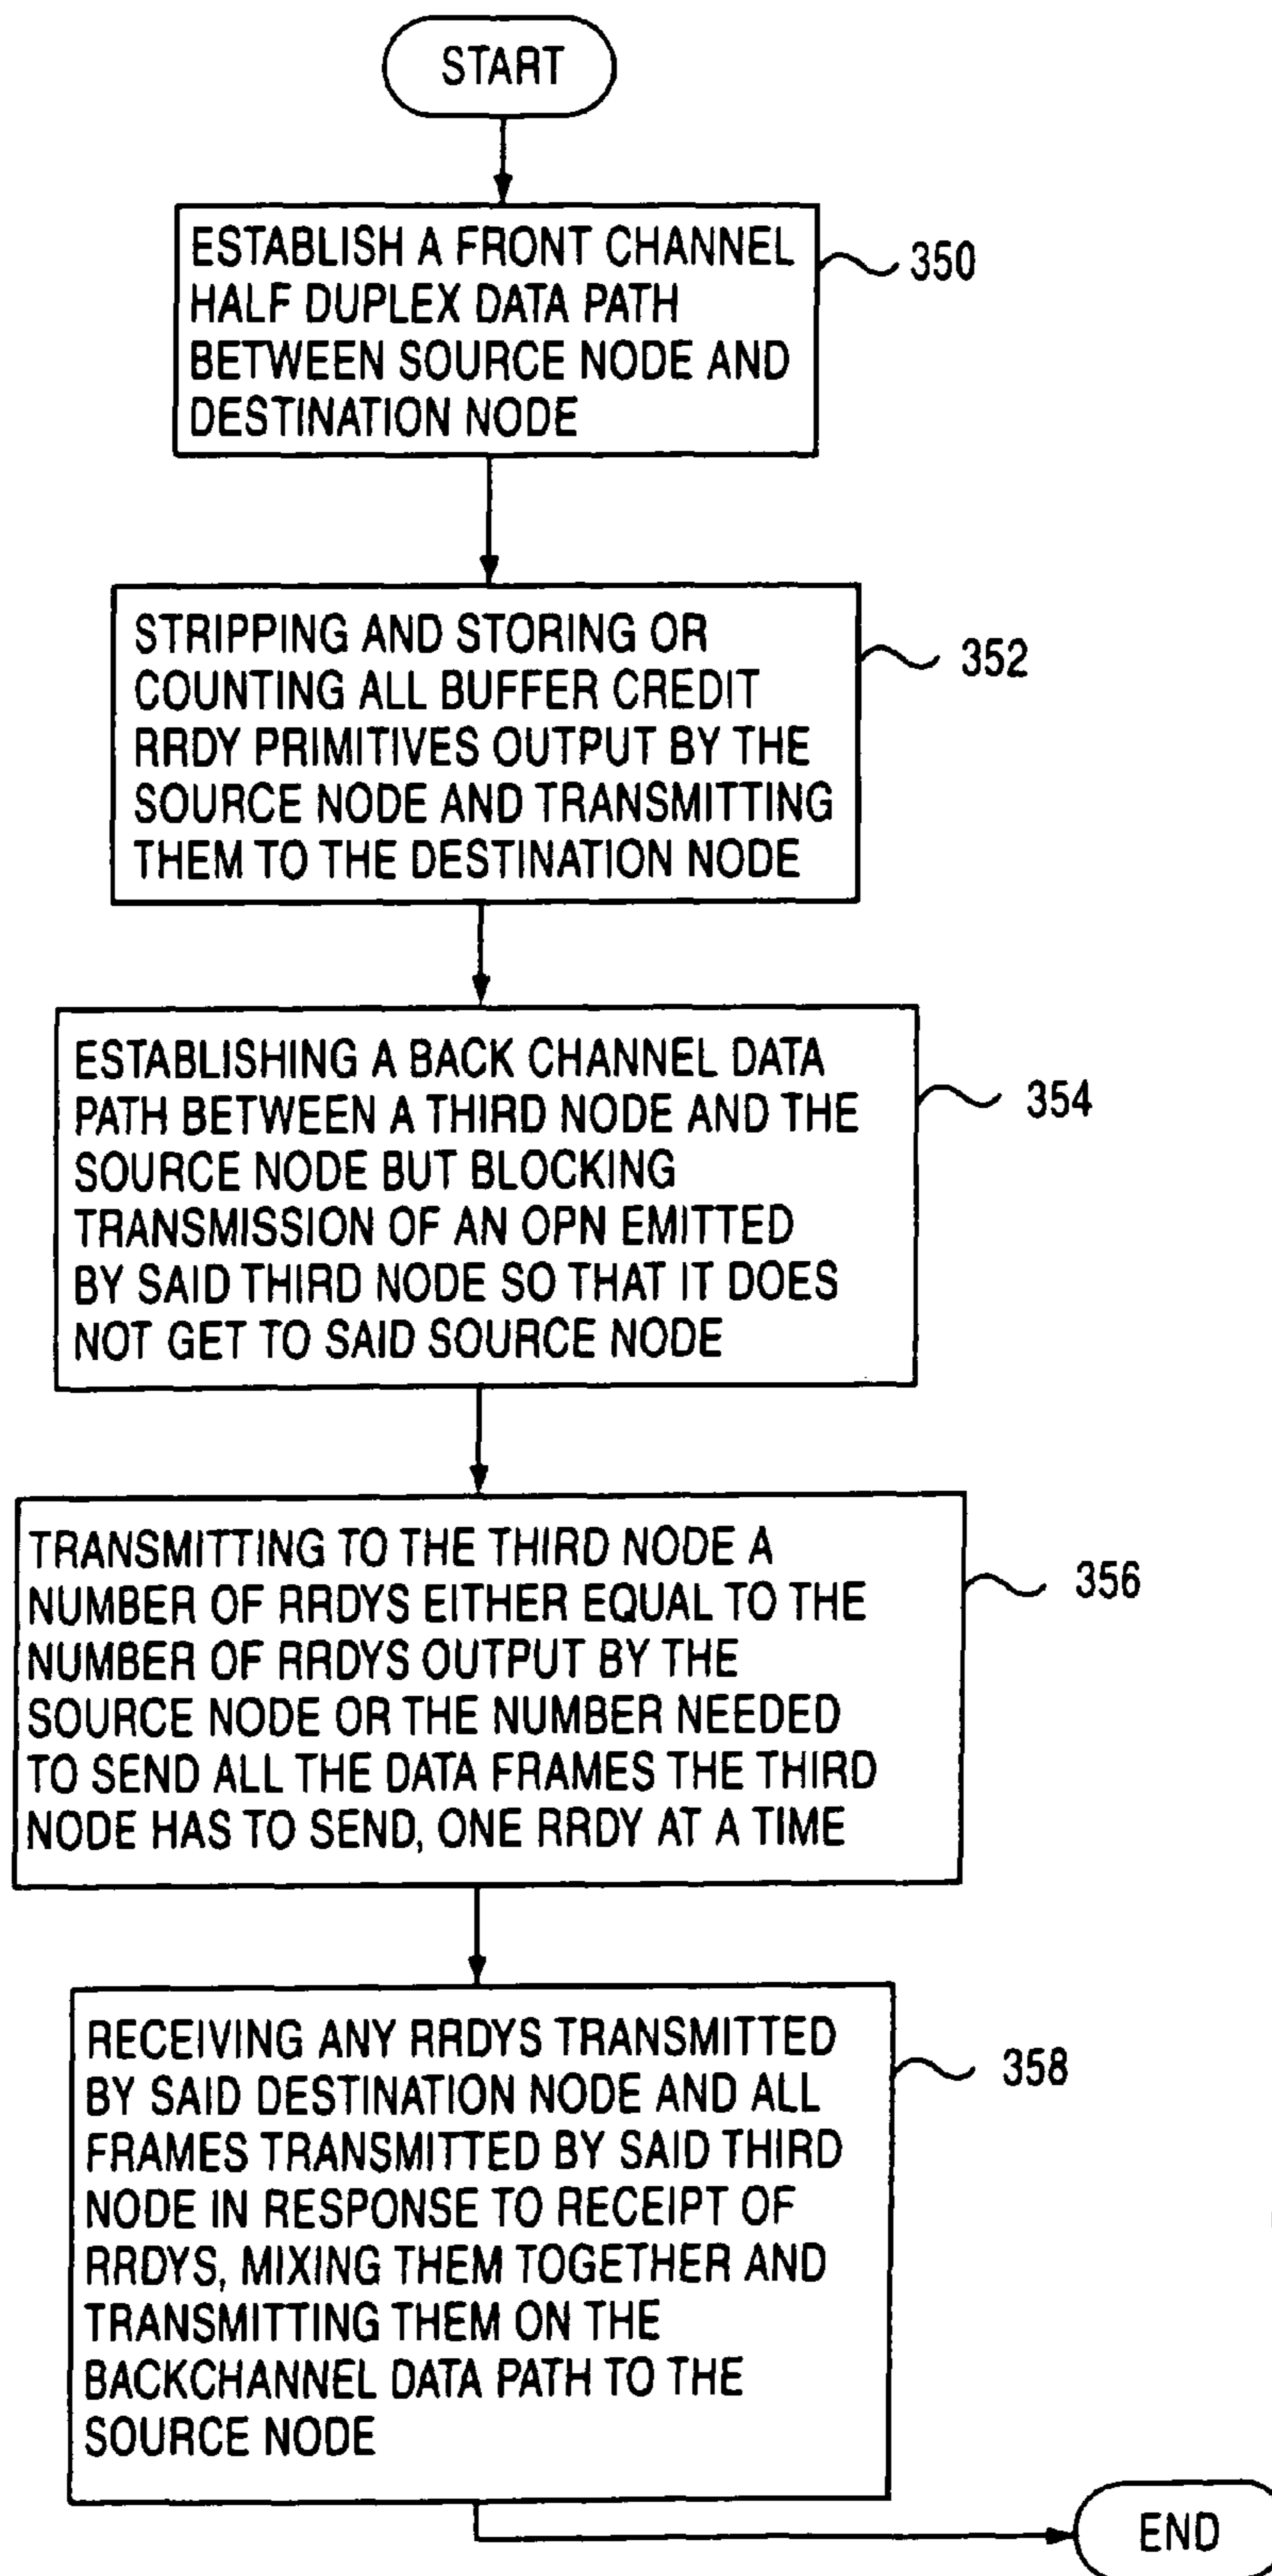 START
ESTABLISH A FRONT CHANNEL
HALF DUPLEX DATA PATH
BETWEEN SOURCE NODE AND
DESTINATION NODE
350
STRIPPING AND STORING OR
COUNTING ALL BUFFER CREDIT
RRDY PRIMITIVES OUTPUT BY THE
SOURCE NODE AND TRANSMITTING
THEM TO THE DESTINATION NODE
352
ESTABLISHING A BACK CHANNEL DATA
PATH BETWEEN A THIRD NODE AND THE
SOURCE NODE BUT BLOCKING
TRANSMISSION OF AN OPN EMITTED
BY SAID THIRD NODE SO THAT IT DOES
NOT GET TO SAID SOURCE NODE
354
TRANSMITTING TO THE THIRD NODE A
NUMBER OF RRDYS EITHER EQUAL TO THE
NUMBER OF RRDYS OUTPUT BY THE
SOURCE NODE OR THE NUMBER NEEDED
TO SEND ALL THE DATA FRAMES THE THIRD
NODE HAS TO SEND, ONE RRDY AT A TIME
356
RECEIVING ANY RRDYS TRANSMITTED
BY SAID DESTINATION NODE AND ALL
FRAMES TRANSMITTED BY SAID THIRD
NODE IN RESPONSE TO RECEIPT OF
RRDYS, MIXING THEM TOGETHER AND
TRANSMITTING THEM ON THE
BACKCHANNEL DATA PATH TO THE
SOURCE NODE
358
END